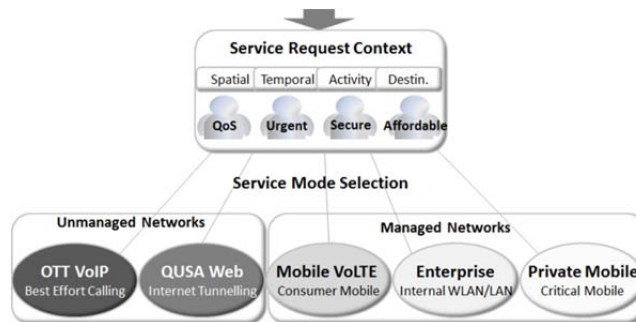 Service Request Context
Spatial Temporal Activity Destin.
QoS Urgent Secure Affordable
Service Mode Selection
Unmanaged Networks Managed Networks
OTT VoIP QUSA Web Mobile VoLTE Enterprise Private Mobile
Best Effort Calling Internet Tunnelling Consumer Mobile Internal WLAN/LAN Critical Mobile